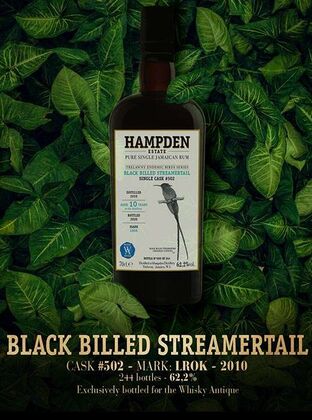 HAMPDEN
ESTATE
PURE SINGLE JAMAICAN RUM
TRELAWNY ENDEMIC BIRDS SERIES
BLACK BILLED STREAMERTAIL
SINGLE CASK #502
DISTILLED
2010
AGED 10 YEARS
BOTTLED
MARK
LROK
W
70cl e
62,2%vol.
BLACK BILLED STREAMERTAIL
CASK #502 - MARK: LROK - 2010
244 bottles - 62,2%
Exclusively bottled for the Whisky Antique